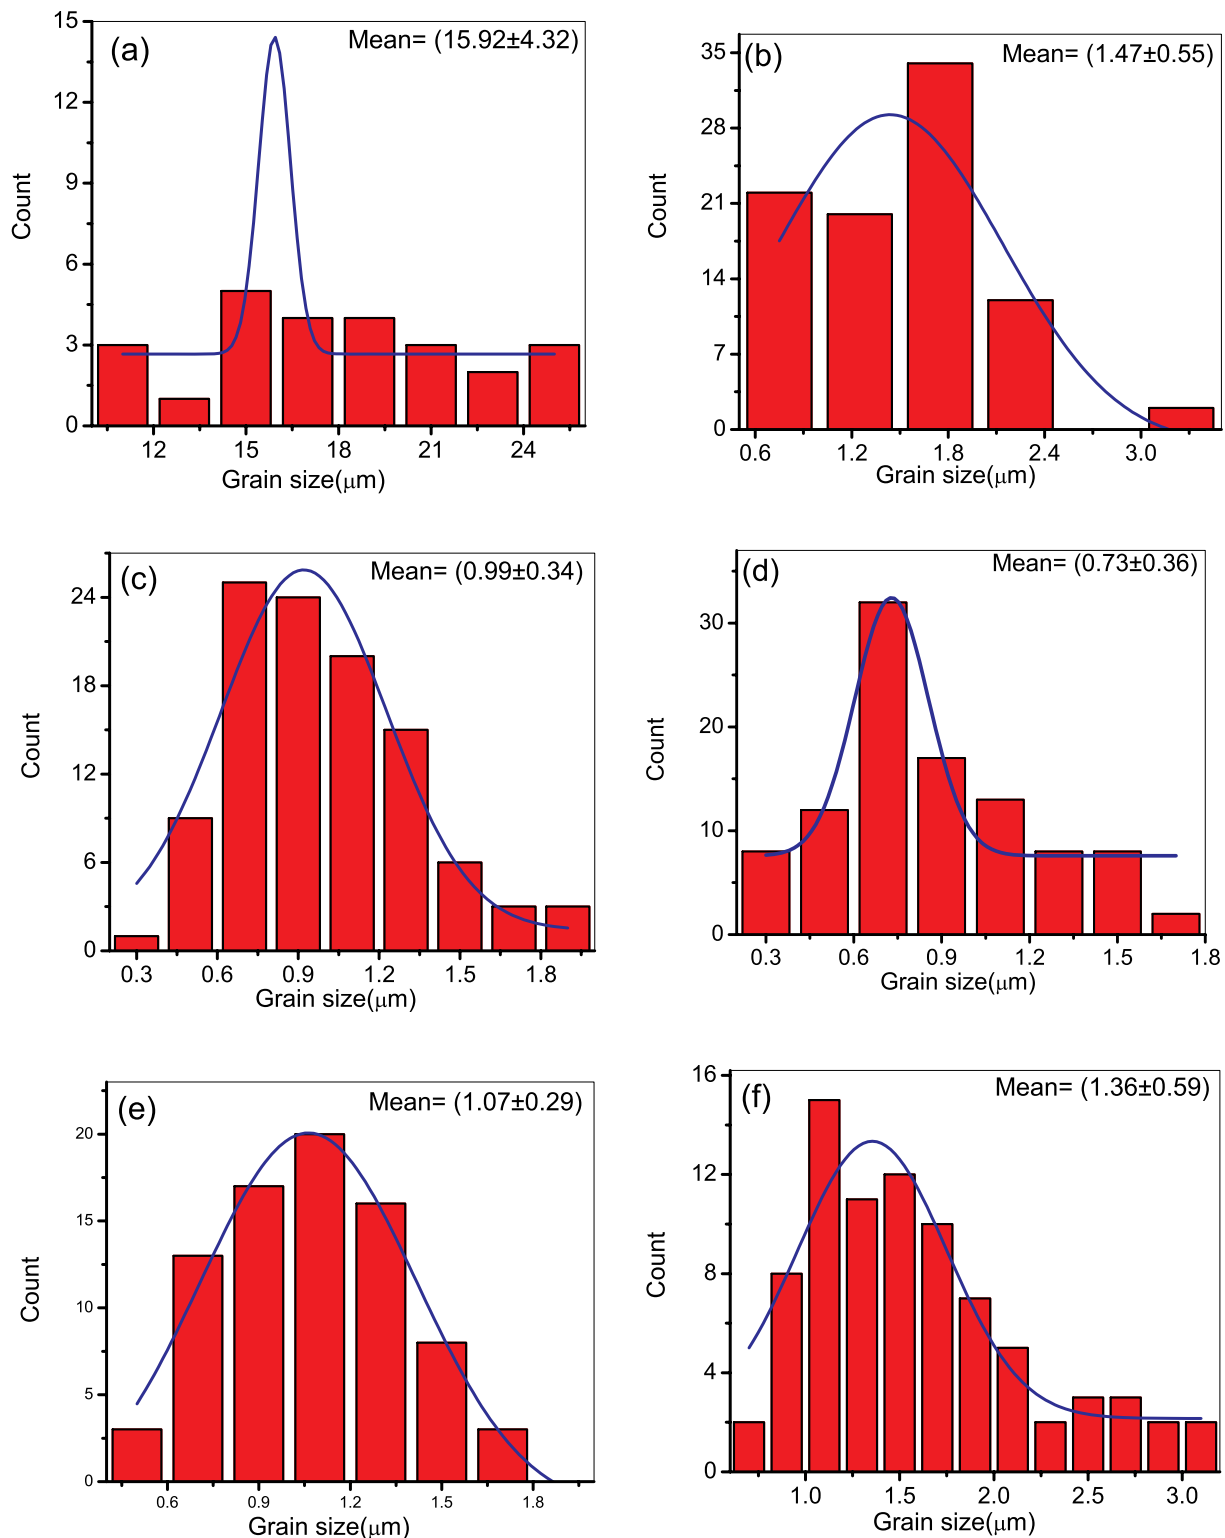 (a)
Mean= (15.92±4.32)
15
12
9
6
3
0
Count
12 15 18 21 24
Grain size(μm)
(b)
Mean= (1.47±0.55)
35
28
21
14
7
0
Count
0.6 1.2 1.8 2.4 3.0
Grain size(μm)
(c)
Mean= (0.99±0.34)
24
18
12
6
0
Count
0.3 0.6 0.9 1.2 1.5 1.8
Grain size(μm)
(d)
Mean= (0.73±0.36)
30
20
10
0
Count
0.3 0.6 0.9 1.2 1.5 1.8
Grain size(μm)
(e)
Mean= (1.07±0.29)
20
15
10
5
0
Count
0.6 0.9 1.2 1.5 1.8
Grain size(μm)
(f)
Mean= (1.36±0.59)
16
12
8
4
0
Count
1.0 1.5 2.0 2.5 3.0
Grain size(μm)